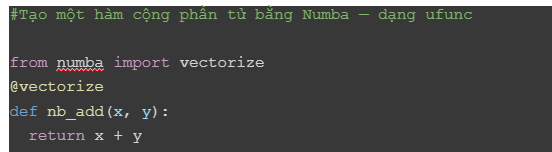 #Tạo một hàm cộng phần tử bằng Numba — dạng ufunc
from numba import vectorize
@vectorize
def nb_add(x, y):
return x + y